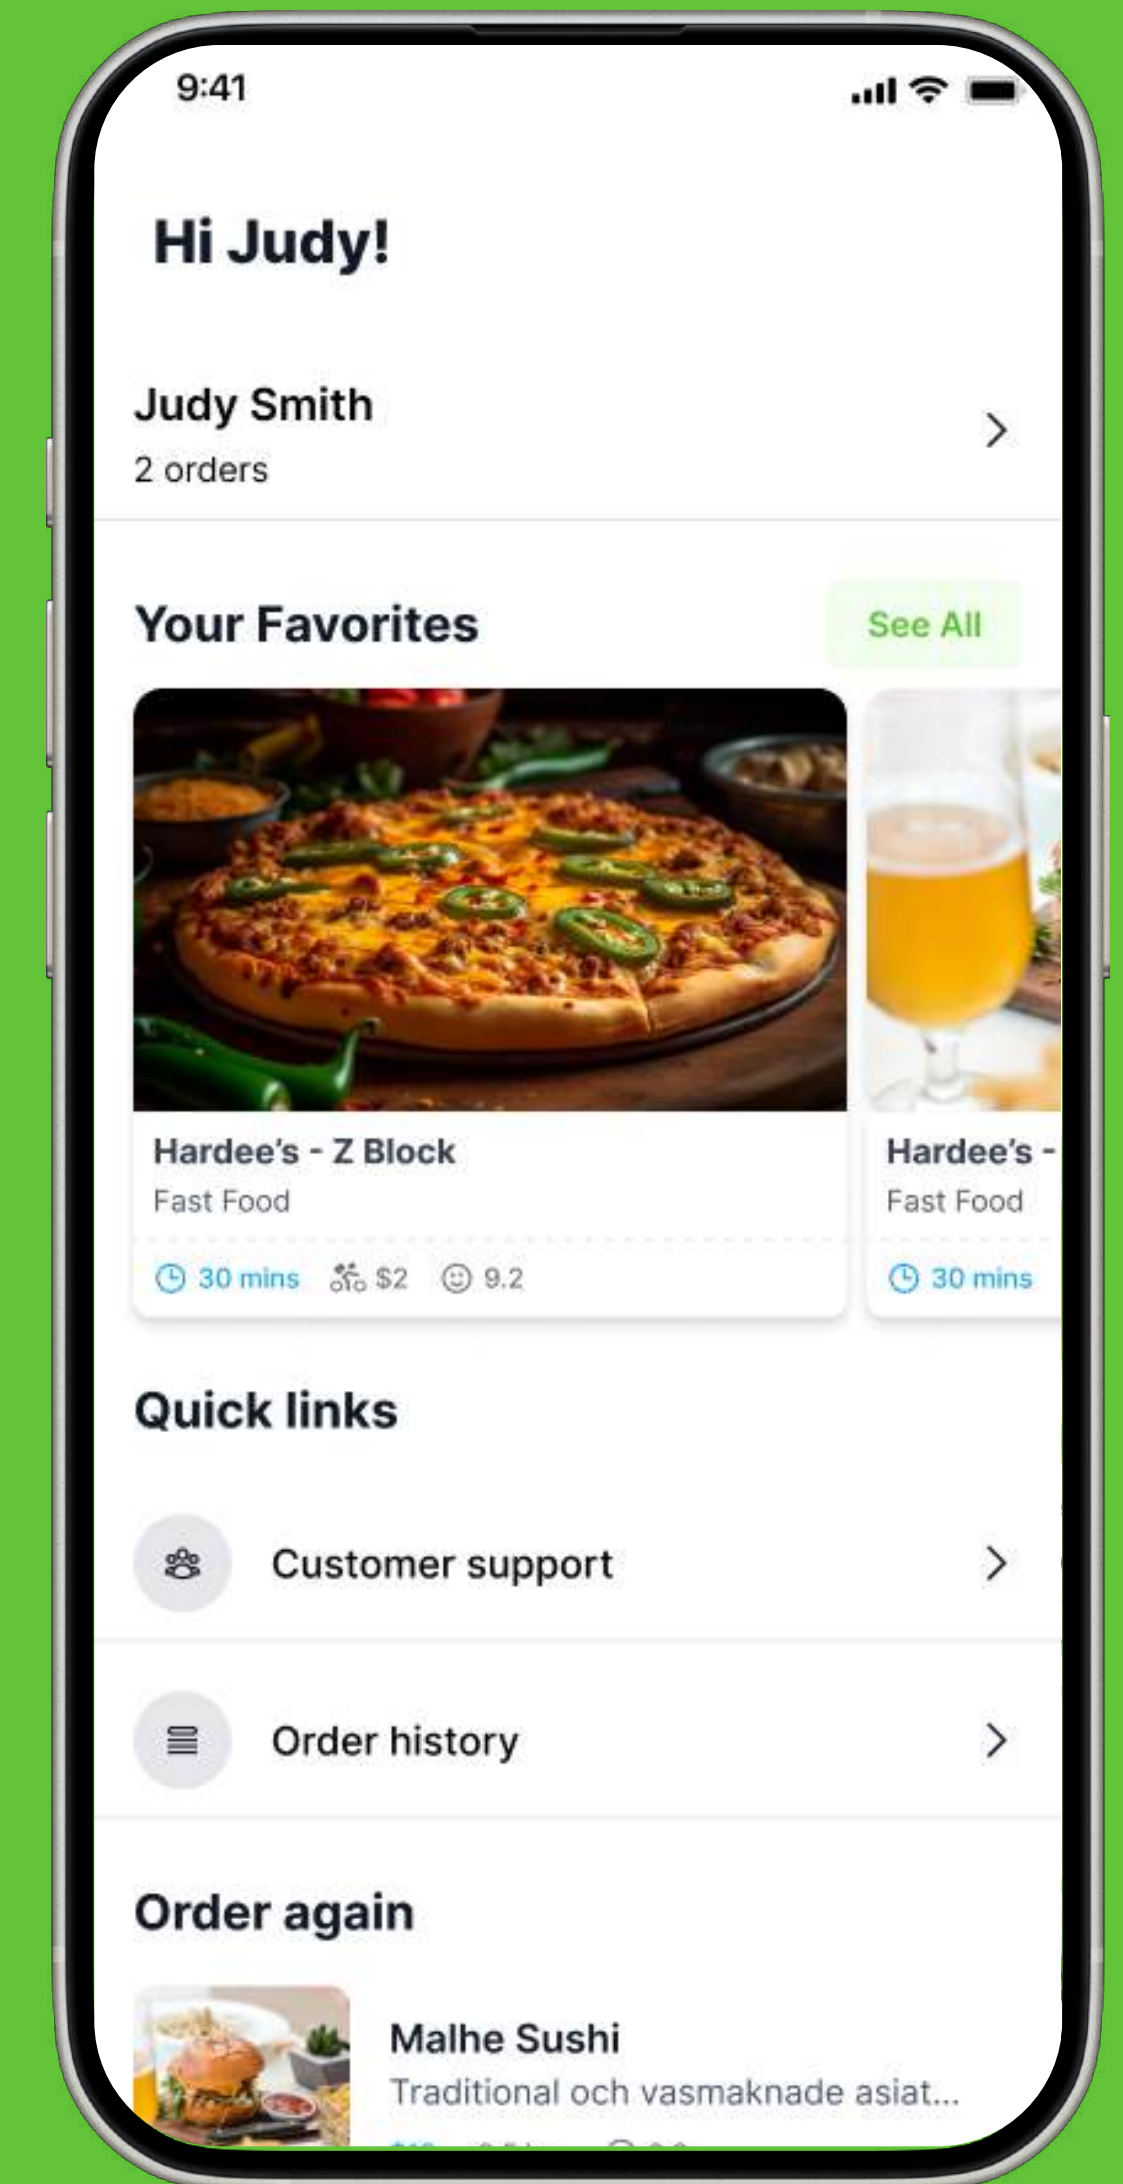 9:41
Hi Judy!
Judy Smith
2 orders
Your Favorites
See All
Hardee's - Z Block
Fast Food
30 mins $2 9.2
Hardee's -
Fast Food
30 mins
Quick links
Customer support
Order history
Order again
Malhe Sushi
Traditional och vasmaknade asiat...